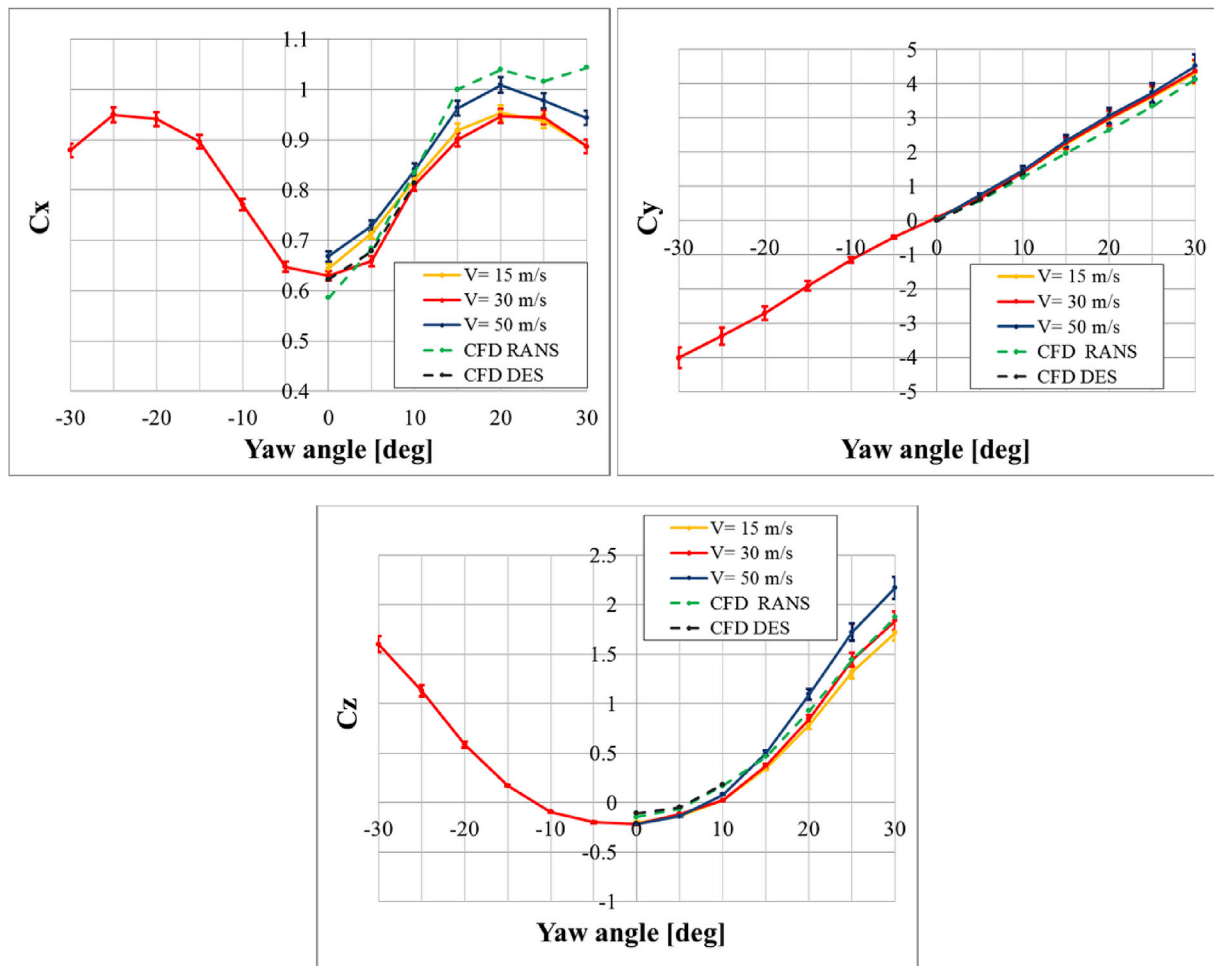 1.1
1
0.9
0.8
0.7
0.6
0.5
0.4
Cx
-30 -20 -10 0 10 20 30
Yaw angle [deg]
V= 15 m/s
V= 30 m/s
V= 50 m/s
CFD RANS
CFD DES
5
4
3
2
1
0
-1
-2
-3
-4
-5
Cy
-30 -20 -10 0 10 20 30
Yaw angle [deg]
V= 15 m/s
V= 30 m/s
V= 50 m/s
CFD RANS
CFD DES
V= 15 m/s
V= 30 m/s
V= 50 m/s
CFD RANS
CFD DES
2.5
2
1.5
1
0.5
0
-0.5
-1
Cz
-30 -20 -10 0 10 20 30
Yaw angle [deg]